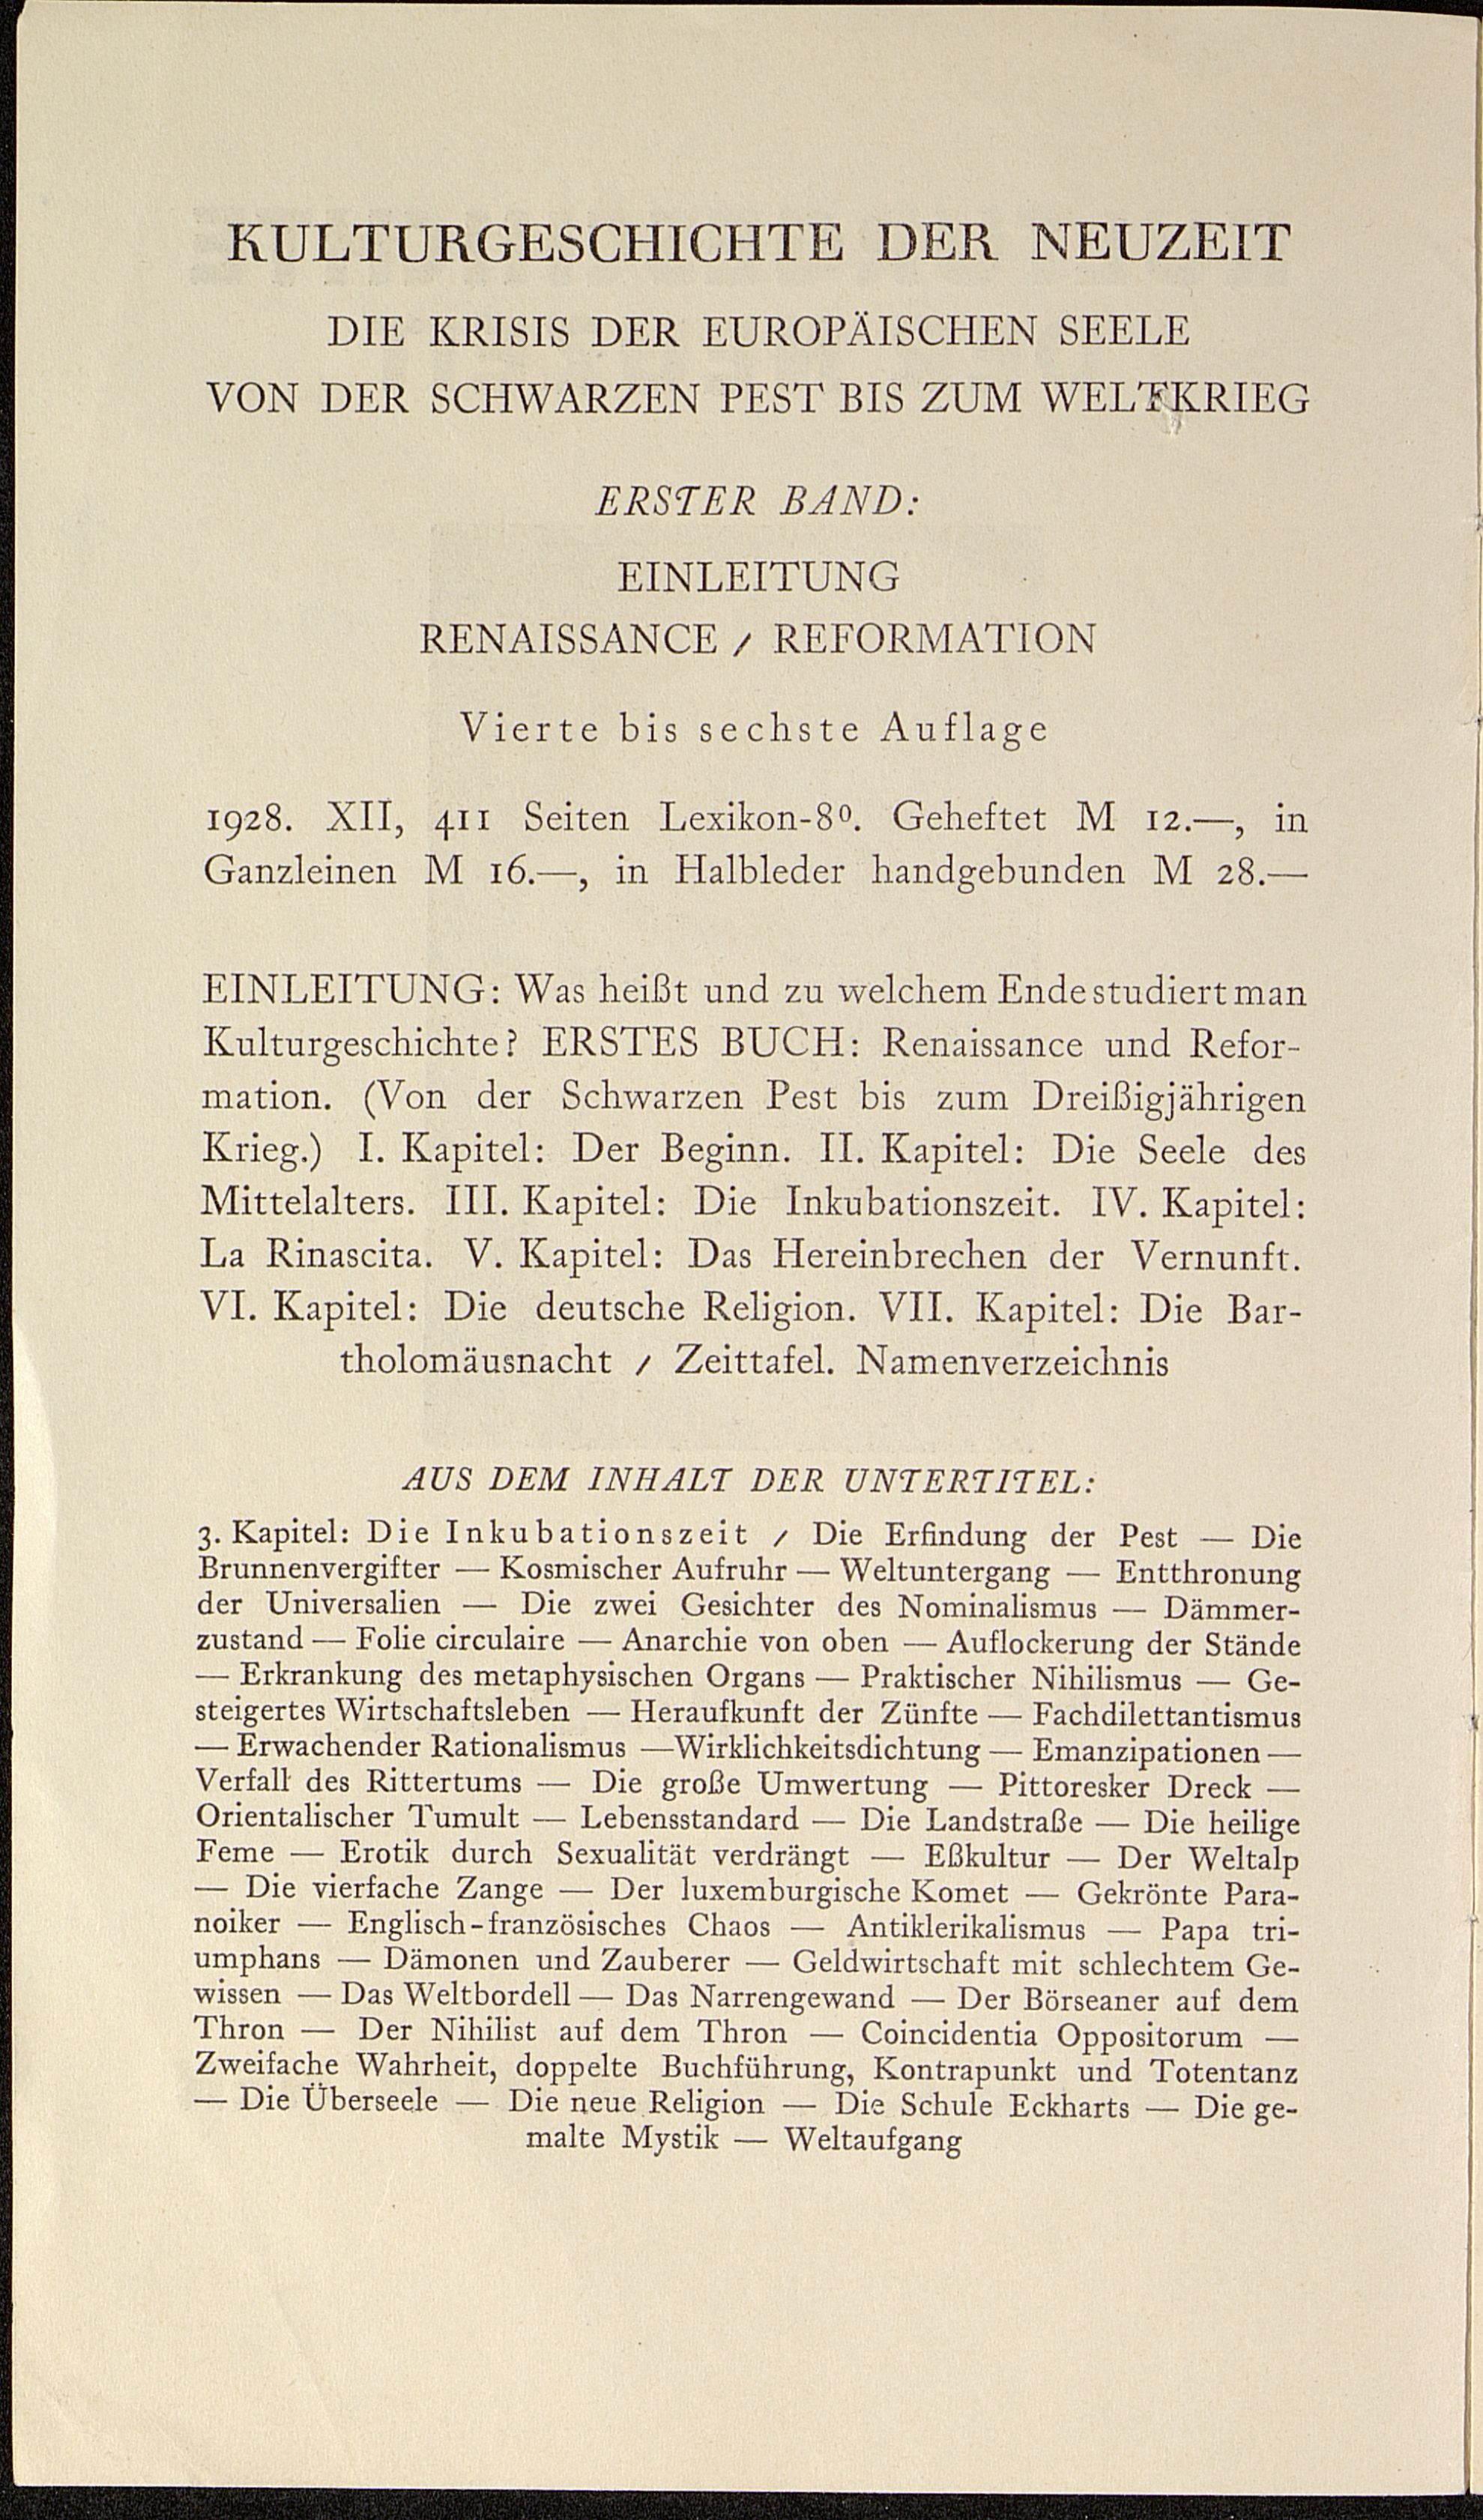 KULTURGESCHICHTE DER NEUZEIT
DIE KRISIS DER EUROPÄISCHEN SEELE
VON DER SCHWARZEN PEST BIS ZUM WELTKRIEG
ERSTER BAND:
EINLEITUNG
RENAISSANCE / REFORMATION
Vierte bis sechste Auflage
1928. XII, 411 Seiten Lexikon-8⁰. Geheftet M 12.—, in
Ganzleinen M 16.—, in Halbleder handgebunden M 28.—
EINLEITUNG: Was heißt und zu welchem Ende studiert man
Kulturgeschichte? ERSTES BUCH: Renaissance und Refor-
mation. (Von der Schwarzen Pest bis zum Dreißigjährigen
Krieg.) I. Kapitel: Der Beginn. II. Kapitel: Die Seele des
Mittelalters. III. Kapitel: Die Inkubationszeit. IV. Kapitel:
La Rinascita. V. Kapitel: Das Hereinbrechen der Vernunft.
VI. Kapitel: Die deutsche Religion. VII. Kapitel: Die Bar-
tholomäusnacht / Zeittafel. Namenverzeichnis
AUS DEM INHALT DER UNTERTITEL:
3. Kapitel: Die Inkubationszeit / Die Erfindung der Pest — Die
Brunnenvergifter — Kosmischer Aufruhr — Weltuntergang — Entthronung
der Universalien — Die zwei Gesichter des Nominalismus — Dämmer-
zustand — Folie circulaire — Anarchie von oben — Auflockerung der Stände
— Erkrankung des metaphysischen Organs — Praktischer Nihilismus — Ge-
steigertes Wirtschaftsleben — Heraufkunft der Zünfte — Fachdilettantismus
— Erwachender Rationalismus —Wirklichkeitsdichtung — Emanzipationen —
Verfall des Rittertums — Die große Umwertung — Pittoresker Dreck —
Orientalischer Tumult — Lebensstandard — Die Landstraße — Die heilige
Feme — Erotik durch Sexualität verdrängt — Eßkultur — Der Weltalp
— Die vierfache Zange — Der luxemburgische Komet — Gekrönte Para-
noiker — Englisch-französisches Chaos — Antiklerikalismus — Papa tri-
umphans — Dämonen und Zauberer — Geldwirtschaft mit schlechtem Ge-
wissen — Das Weltbordell — Das Narrengewand — Der Börseaner auf dem
Thron — Der Nihilist auf dem Thron — Coincidentia Oppositorum —
Zweifache Wahrheit, doppelte Buchführung, Kontrapunkt und Totentanz
— Die Überseele — Die neue Religion — Die Schule Eckharts — Die ge-
malte Mystik — Weltaufgang